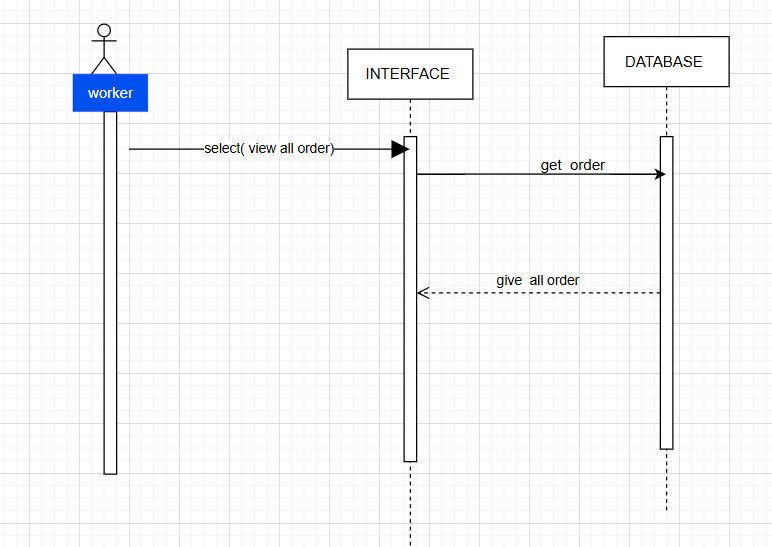 worker
INTERFACE
DATABASE
select( view all order)
get order
give all order